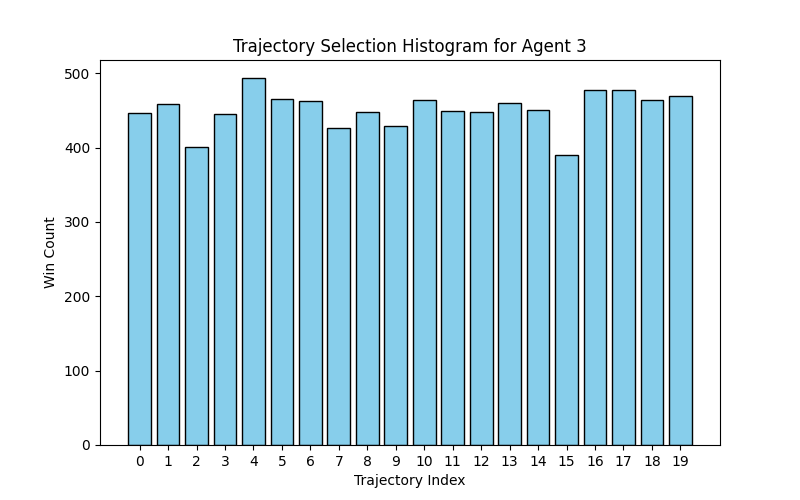 Trajectory Selection Histogram for Agent 3
500
400
300
200
100
0
Win Count
0 1 2 3 4 5 6 7 8 9 10 11 12 13 14 15 16 17 18 19
Trajectory Index